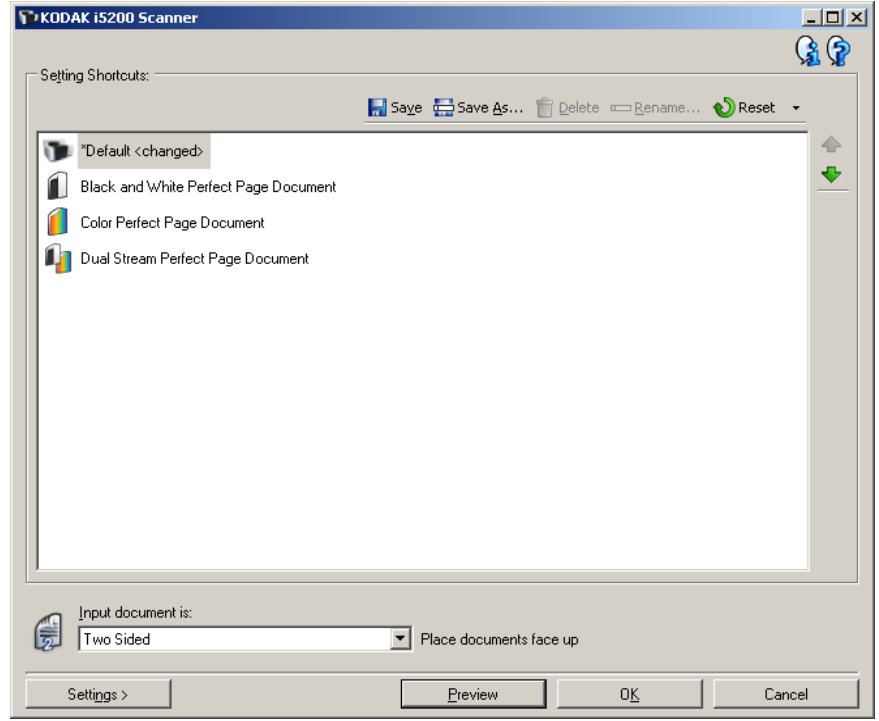 KODAK i5200 Scanner
Setting Shortcuts:
Save Save As... Delete Rename... Reset
*Default <changed>
Black and White Perfect Page Document
Color Perfect Page Document
Dual Stream Perfect Page Document
Input document is:
2 Two Sided Place documents face up
Settings > Preview OK Cancel